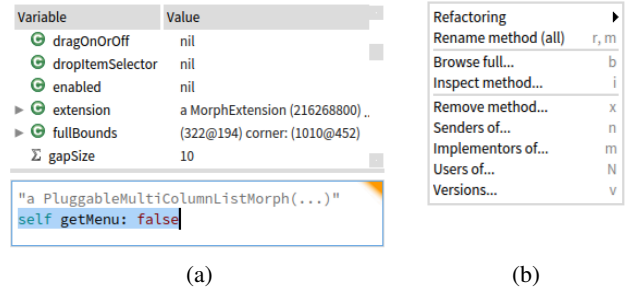 Variable Value
dragOnOrOff nil
dropItemSelector nil
enabled nil
extension a MorphExtension (216268800) ..
fullBounds (322@194) corner: (1010@452)
Σ gapSize 10
"a PluggableMultiColumnListMorph(...)"
self getMenu: false
(a)
Refactoring
Rename method (all) r, m
Browse full... b
Inspect method... i
Remove method... x
Senders of... n
Implementors of... m
Users of... N
Versions... v
(b)